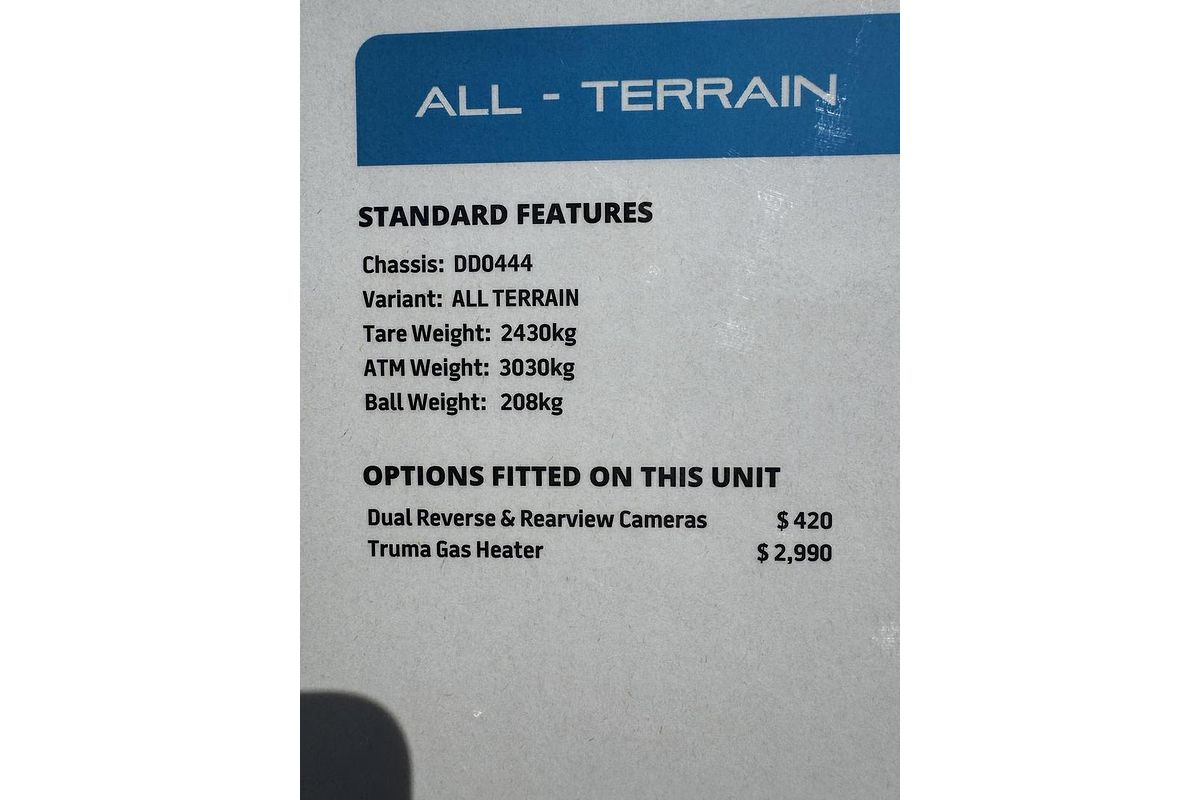 ALL - TERRAIN
STANDARD FEATURES
Chassis: DD0444
Variant: ALL TERRAIN
Tare Weight: 2430kg
ATM Weight: 3030kg
Ball Weight: 208kg
OPTIONS FITTED ON THIS UNIT
Dual Reverse & Rearview Cameras $ 420
Truma Gas Heater $ 2,990